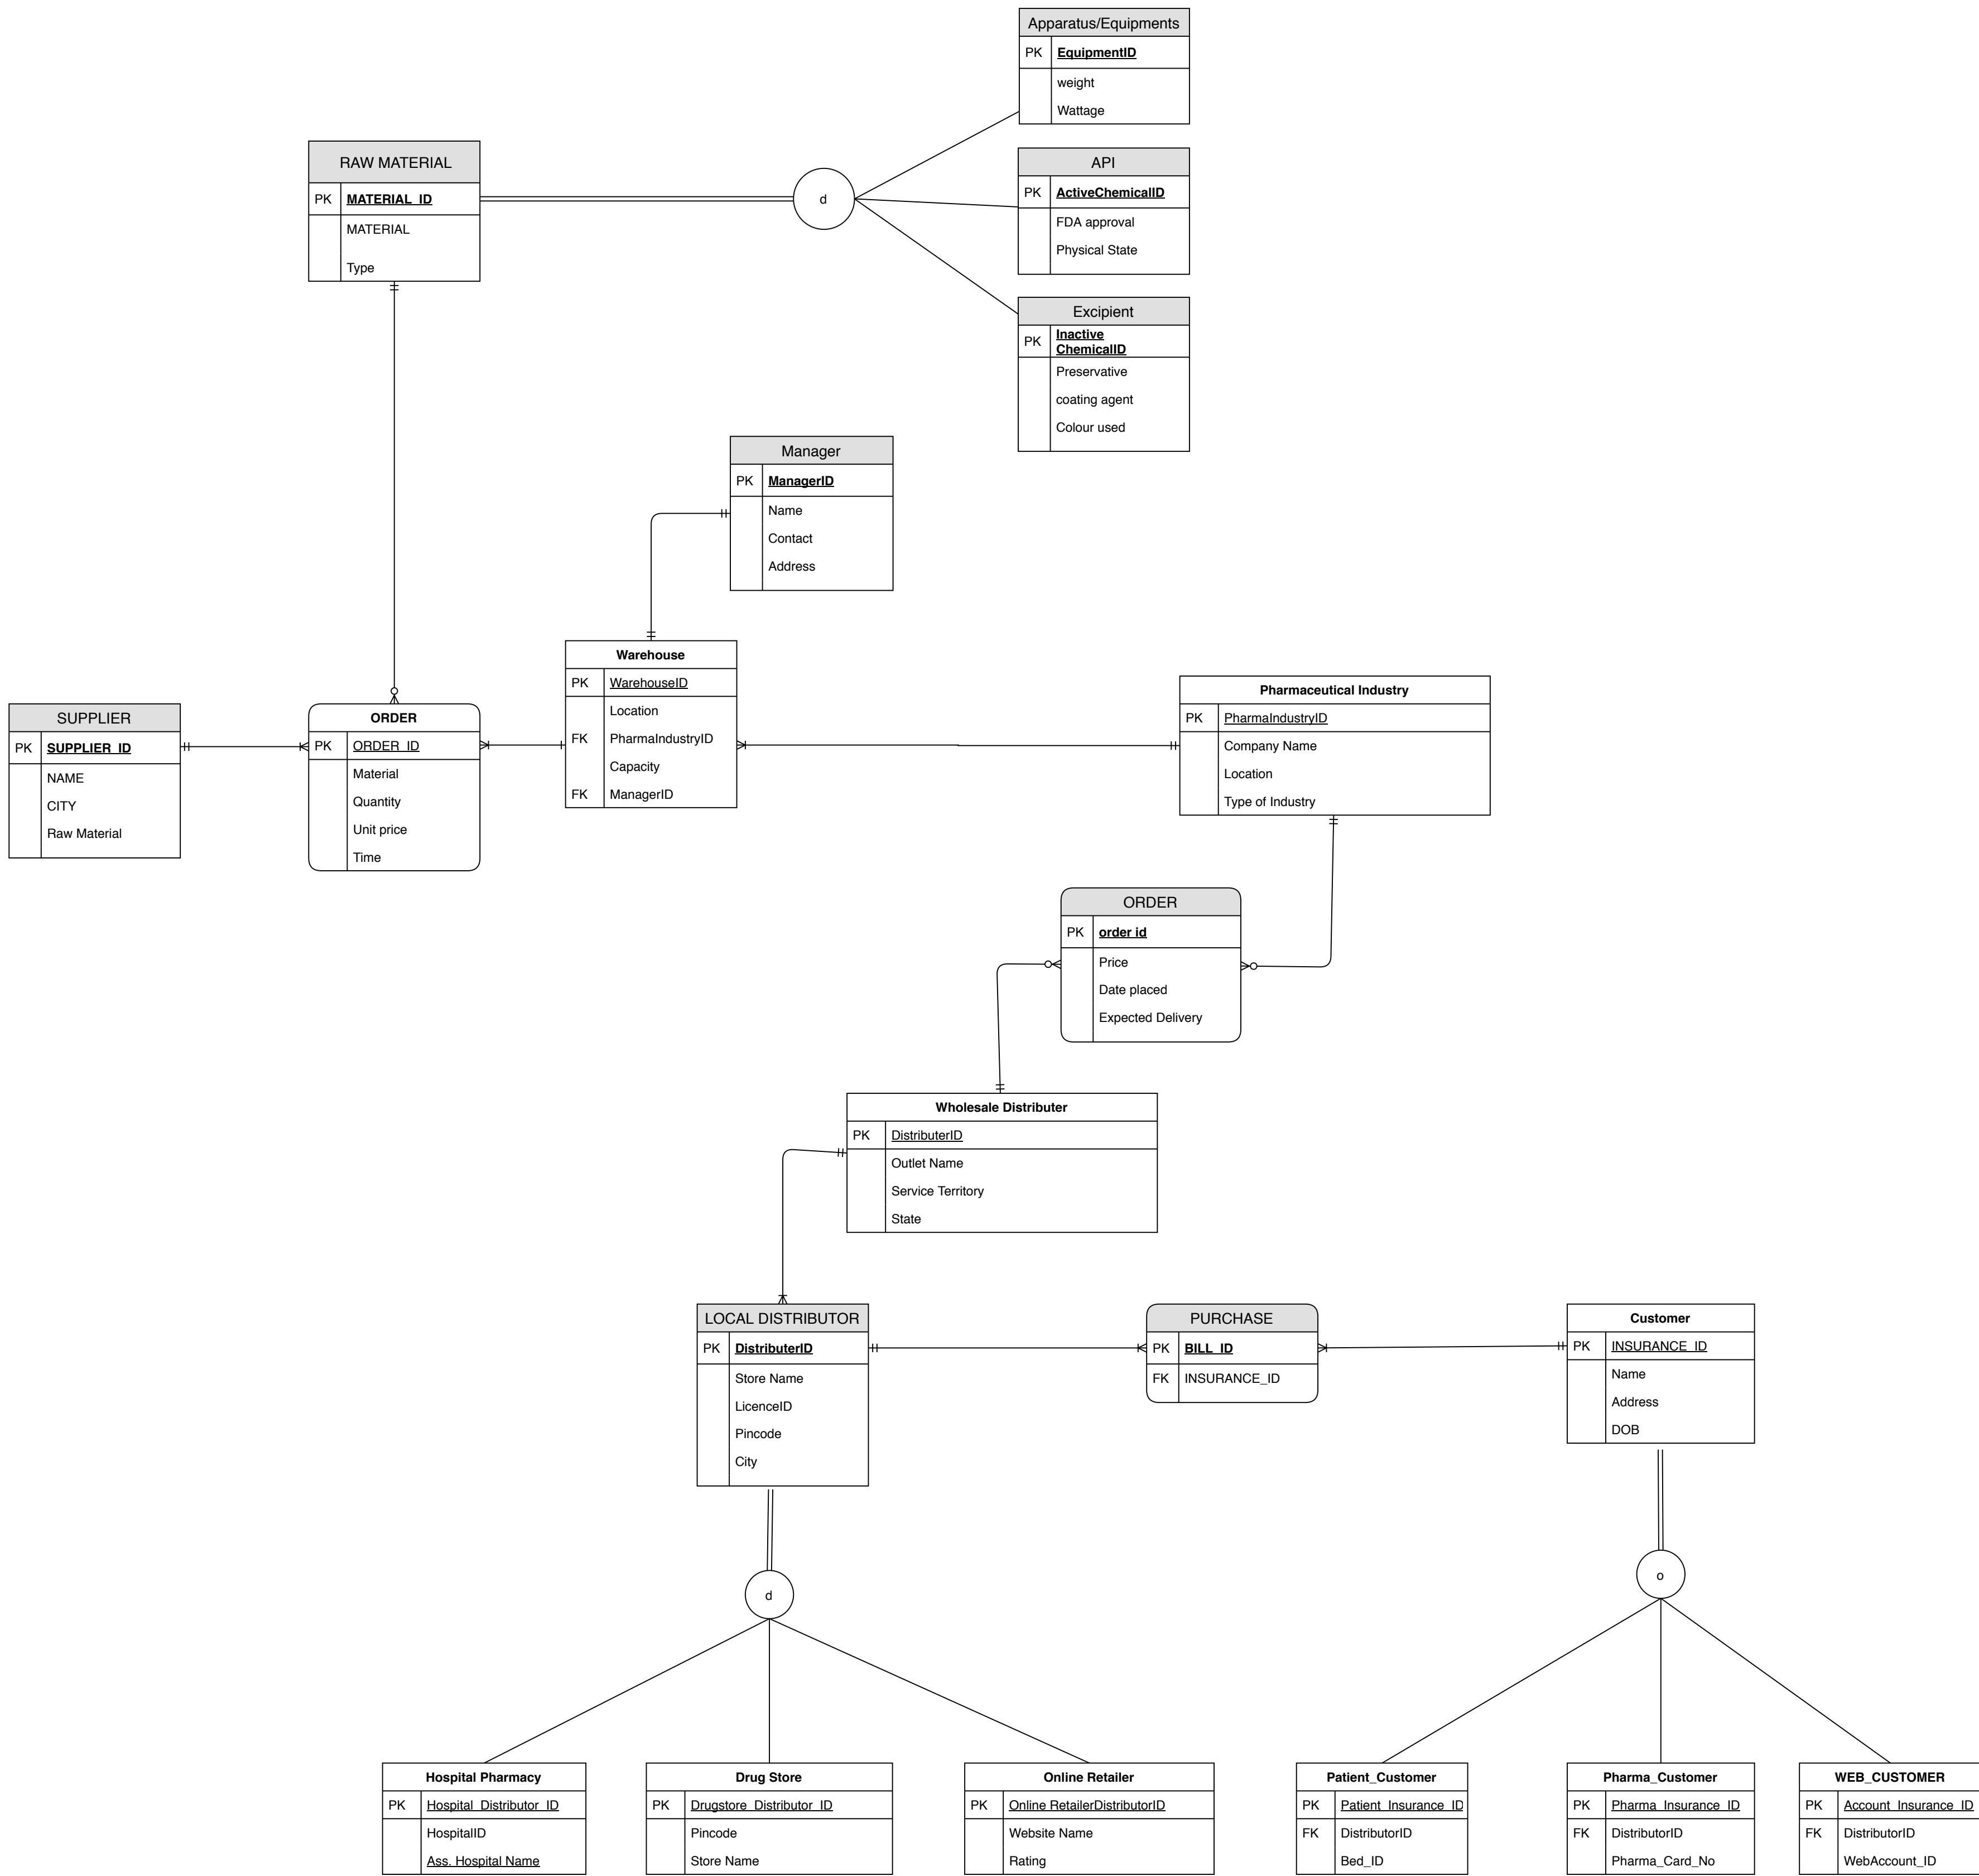 Apparatus/Equipments
PK EquipmentID
weight
Wattage
RAW MATERIAL
PK MATERIAL_ID
MATERIAL
Type
d
API
PK ActiveChemicalID
FDA approval
Physical State
Excipient
PK Inactive
ChemicalID
Preservative
coating agent
Colour used
Manager
PK ManagerID
Name
Contact
Address
Warehouse
PK WarehouseID
Location
FK PharmaIndustryID
Capacity
FK ManagerID
SUPPLIER
PK SUPPLIER_ID
NAME
CITY
Raw Material
ORDER
PK ORDER_ID
Material
Quantity
Unit price
Time
Pharmaceutical Industry
PK PharmaIndustryID
Company Name
Location
Type of Industry
ORDER
PK order id
Price
Date placed
Expected Delivery
Wholesale Distributer
PK DistributerID
Outlet Name
Service Territory
State
LOCAL DISTRIBUTOR
PK DistributerID
Store Name
LicenceID
Pincode
City
PURCHASE
PK BILL_ID
FK INSURANCE_ID
Customer
PK INSURANCE_ID
Name
Address
DOB
d
o
Hospital Pharmacy
PK Hospital_Distributor_ID
HospitalID
Ass. Hospital Name
Drug Store
PK Drugstore_Distributor_ID
Pincode
Store Name
Online Retailer
PK Online RetailerDistributorID
Website Name
Rating
Patient_Customer
PK Patient_Insurance_ID
FK DistributorID
Bed_ID
Pharma_Customer
PK Pharma_Insurance_ID
FK DistributorID
Pharma_Card_No
WEB_CUSTOMER
PK Account_Insurance_ID
FK DistributorID
WebAccount_ID